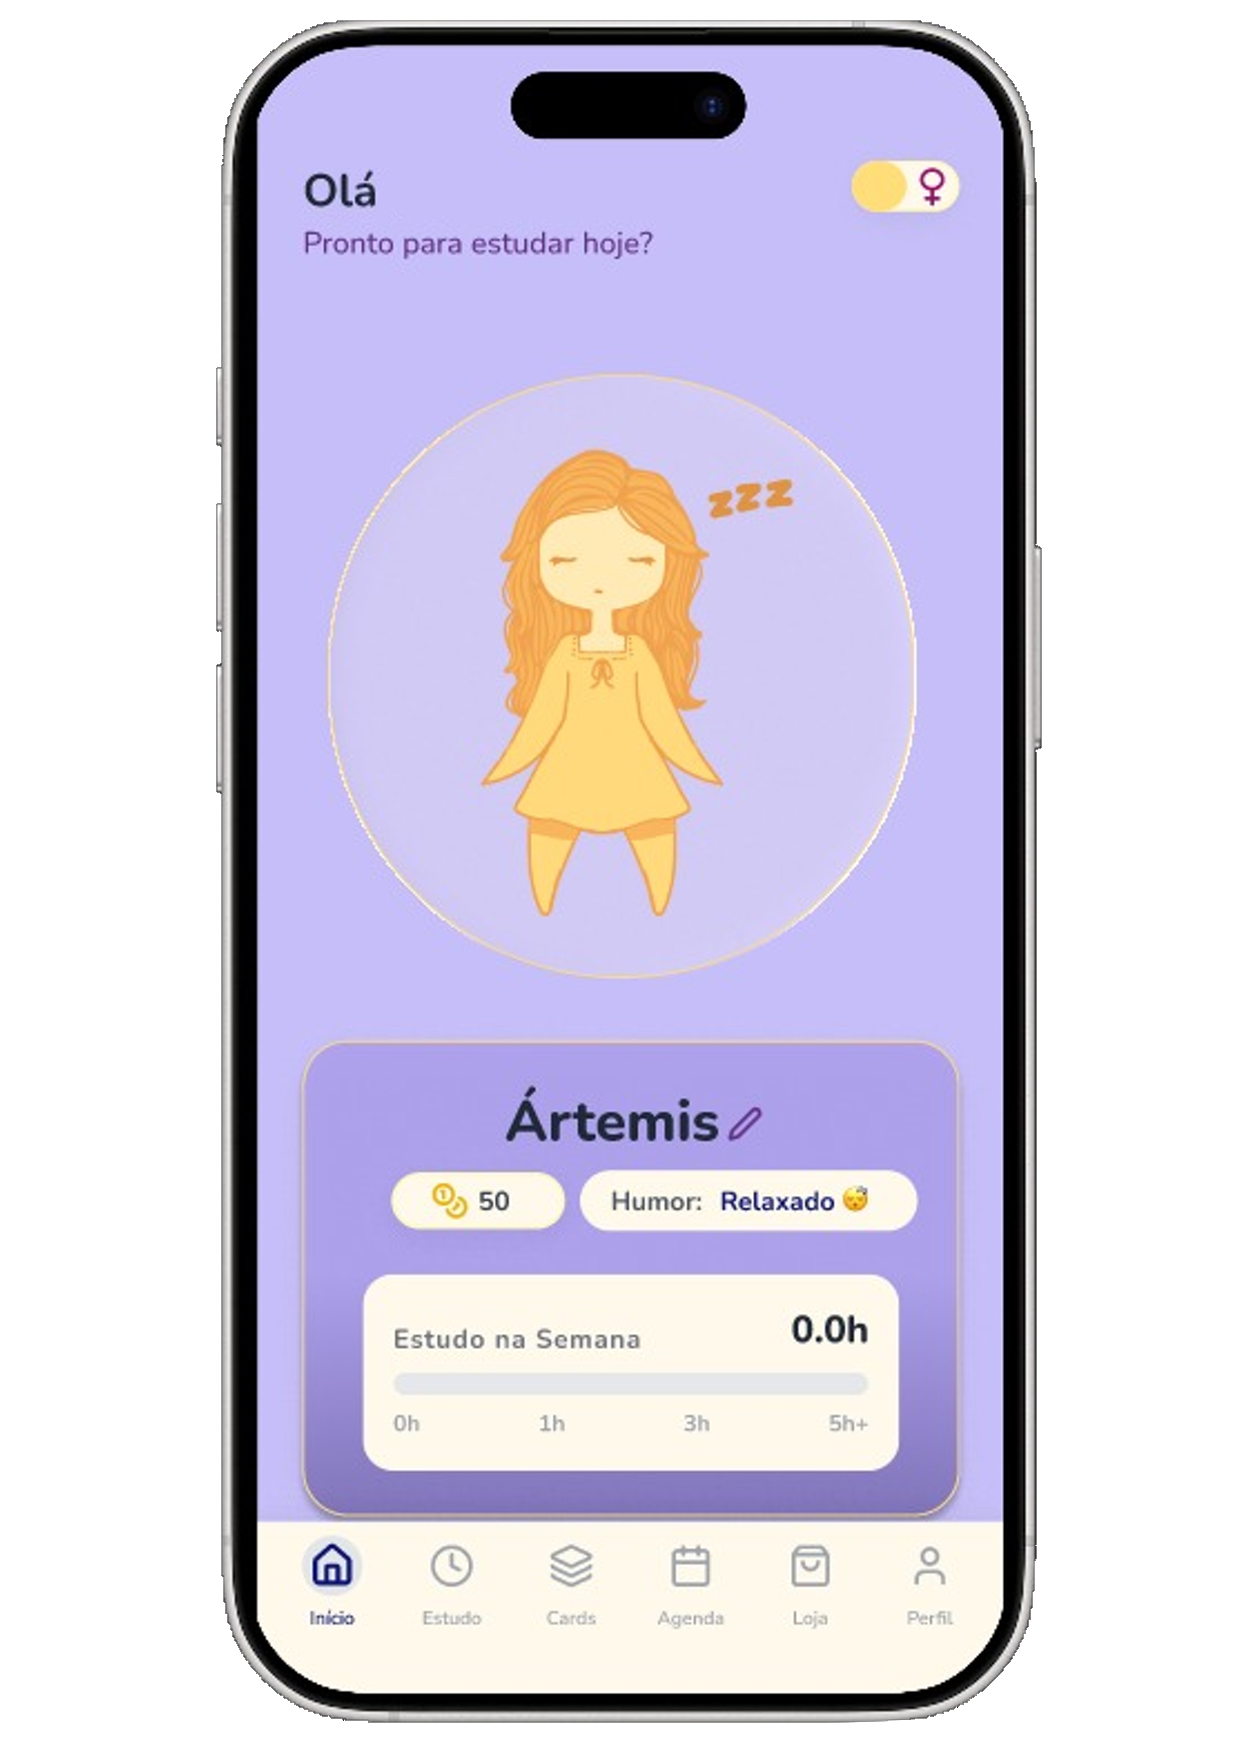 Olá
Pronto para estudar hoje?
zzz
Ártemis
50
Humor: Relaxado
Estudo na Semana 0.0h
0h 1h 3h 5h+
Início Estudo Cards Agenda Loja Perfil